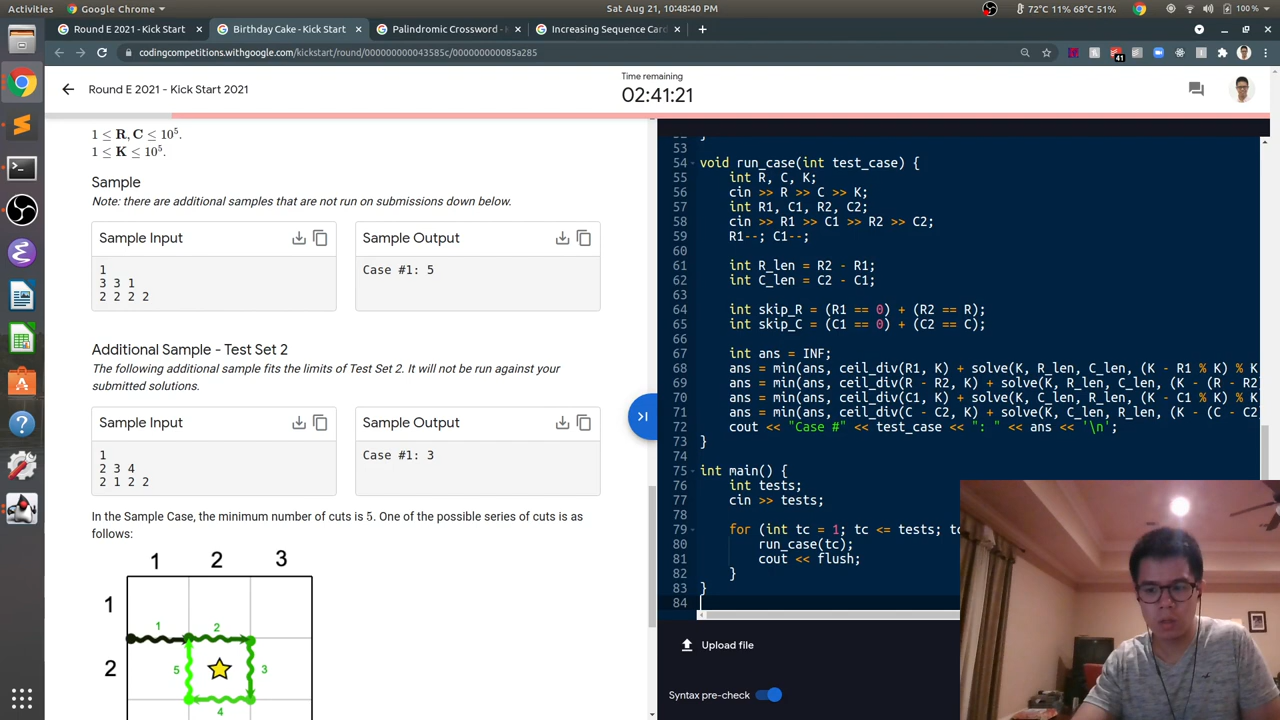 Activities
Google Chrome
Sat Aug 21, 10:48:40 PM
72°C 11% 68°C 51%
100 %
Round E 2021 - Kick Start
Birthday Cake - Kick Start
Palindromic Crossword -
Increasing Sequence Card
codingcompetitions.withgoogle.com/kickstart/round/000000000043585c/000000000085a285
41
Round E 2021 - Kick Start 2021
Time remaining
02:41:21
1 ≤ R, C ≤ 10⁵.
1 ≤ K ≤ 10⁵.
Sample
Note: there are additional samples that are not run on submissions down below.
Sample Input
Sample Output
1
3 3 1
2 2 2 2
Case #1: 5
Additional Sample - Test Set 2
The following additional sample fits the limits of Test Set 2. It will not be run against your
submitted solutions.
Sample Input
Sample Output
1
2 3 4
2 1 2 2
Case #1: 3
In the Sample Case, the minimum number of cuts is 5. One of the possible series of cuts is as
follows:
1 2 3
1
1 2
2 5 3
4
53
54 void run_case(int test_case) {
55 int R, C, K;
56 cin >> R >> C >> K;
57 int R1, C1, R2, C2;
58 cin >> R1 >> C1 >> R2 >> C2;
59 R1--; C1--;
60
61 int R_len = R2 - R1;
62 int C_len = C2 - C1;
63
64 int skip_R = (R1 == 0) + (R2 == R);
65 int skip_C = (C1 == 0) + (C2 == C);
66
67 int ans = INF;
68 ans = min(ans, ceil_div(R1, K) + solve(K, R_len, C_len, (K - R1 % K) % K
69 ans = min(ans, ceil_div(R - R2, K) + solve(K, R_len, C_len, (K - (R - R2
70 ans = min(ans, ceil_div(C1, K) + solve(K, C_len, R_len, (K - C1 % K) % K
71 ans = min(ans, ceil_div(C - C2, K) + solve(K, C_len, R_len, (K - (C - C2
72 cout << "Case #" << test_case << ": " << ans << '\n';
73 }
74
75 int main() {
76 int tests;
77 cin >> tests;
78
79 for (int tc = 1; tc <= tests; tc
80 run_case(tc);
81 cout << flush;
82 }
83 }
84
Upload file
Syntax pre-check